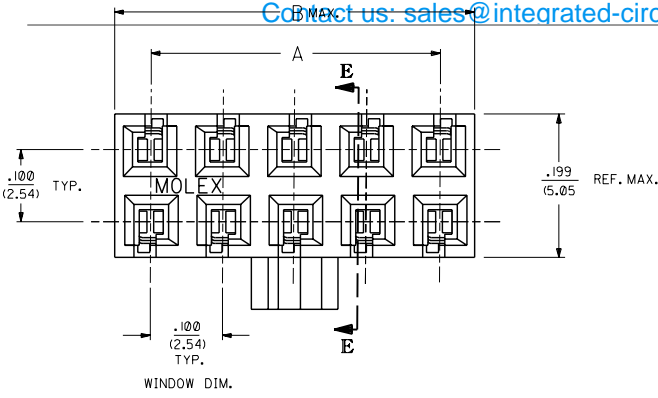 Contact us: sales@integrated-circ
B MAX.
A
E
.100
(2.54)
TYP.
MOLEX
.199
(5.05
REF. MAX.
.100
(2.54)
TYP.
E
WINDOW DIM.